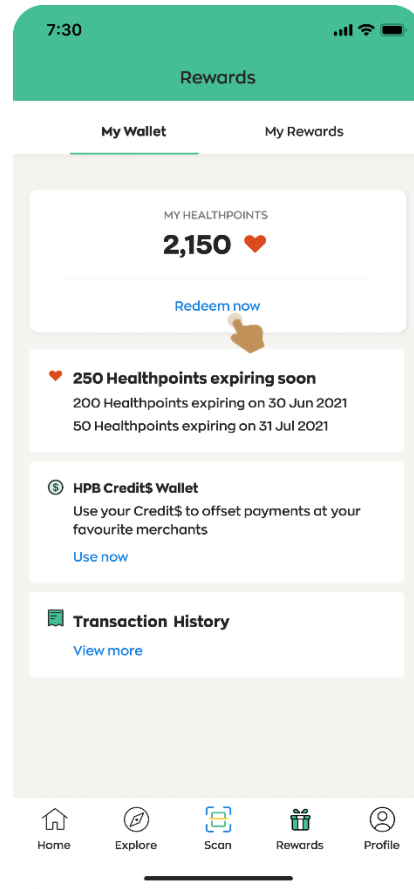 7:30
Rewards
My Wallet
My Rewards
MY HEALTHPOINTS
2,150
Redeem now
250 Healthpoints expiring soon
200 Healthpoints expiring on 30 Jun 2021
50 Healthpoints expiring on 31 Jul 2021
HPB Credit$ Wallet
Use your Credit$ to offset payments at your
favourite merchants
Use now
Transaction History
View more
Home
Explore
Scan
Rewards
Profile